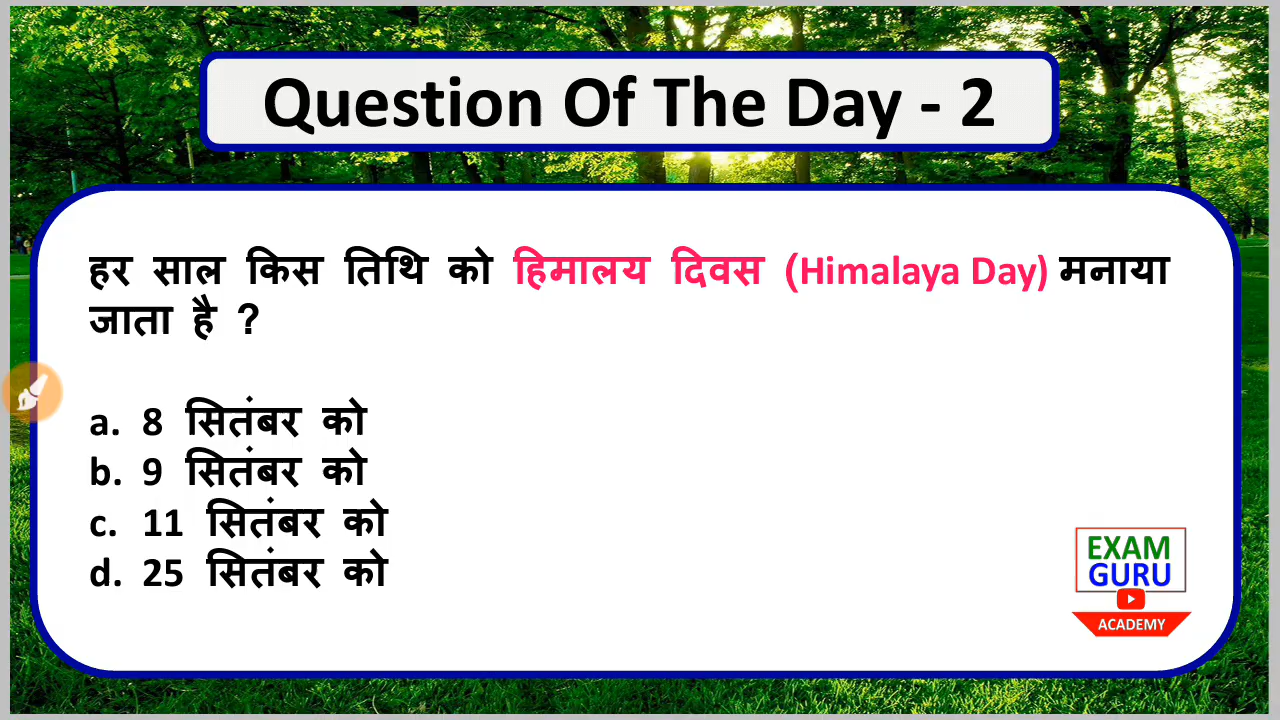 Question Of The Day - 2
हर साल किस तिथि को हिमालय दिवस (Himalaya Day) मनाया
जाता है ?
a. 8 सितंबर को
b. 9 सितंबर को
c. 11 सितंबर को
d. 25 सितंबर को
EXAM
GURU
ACADEMY